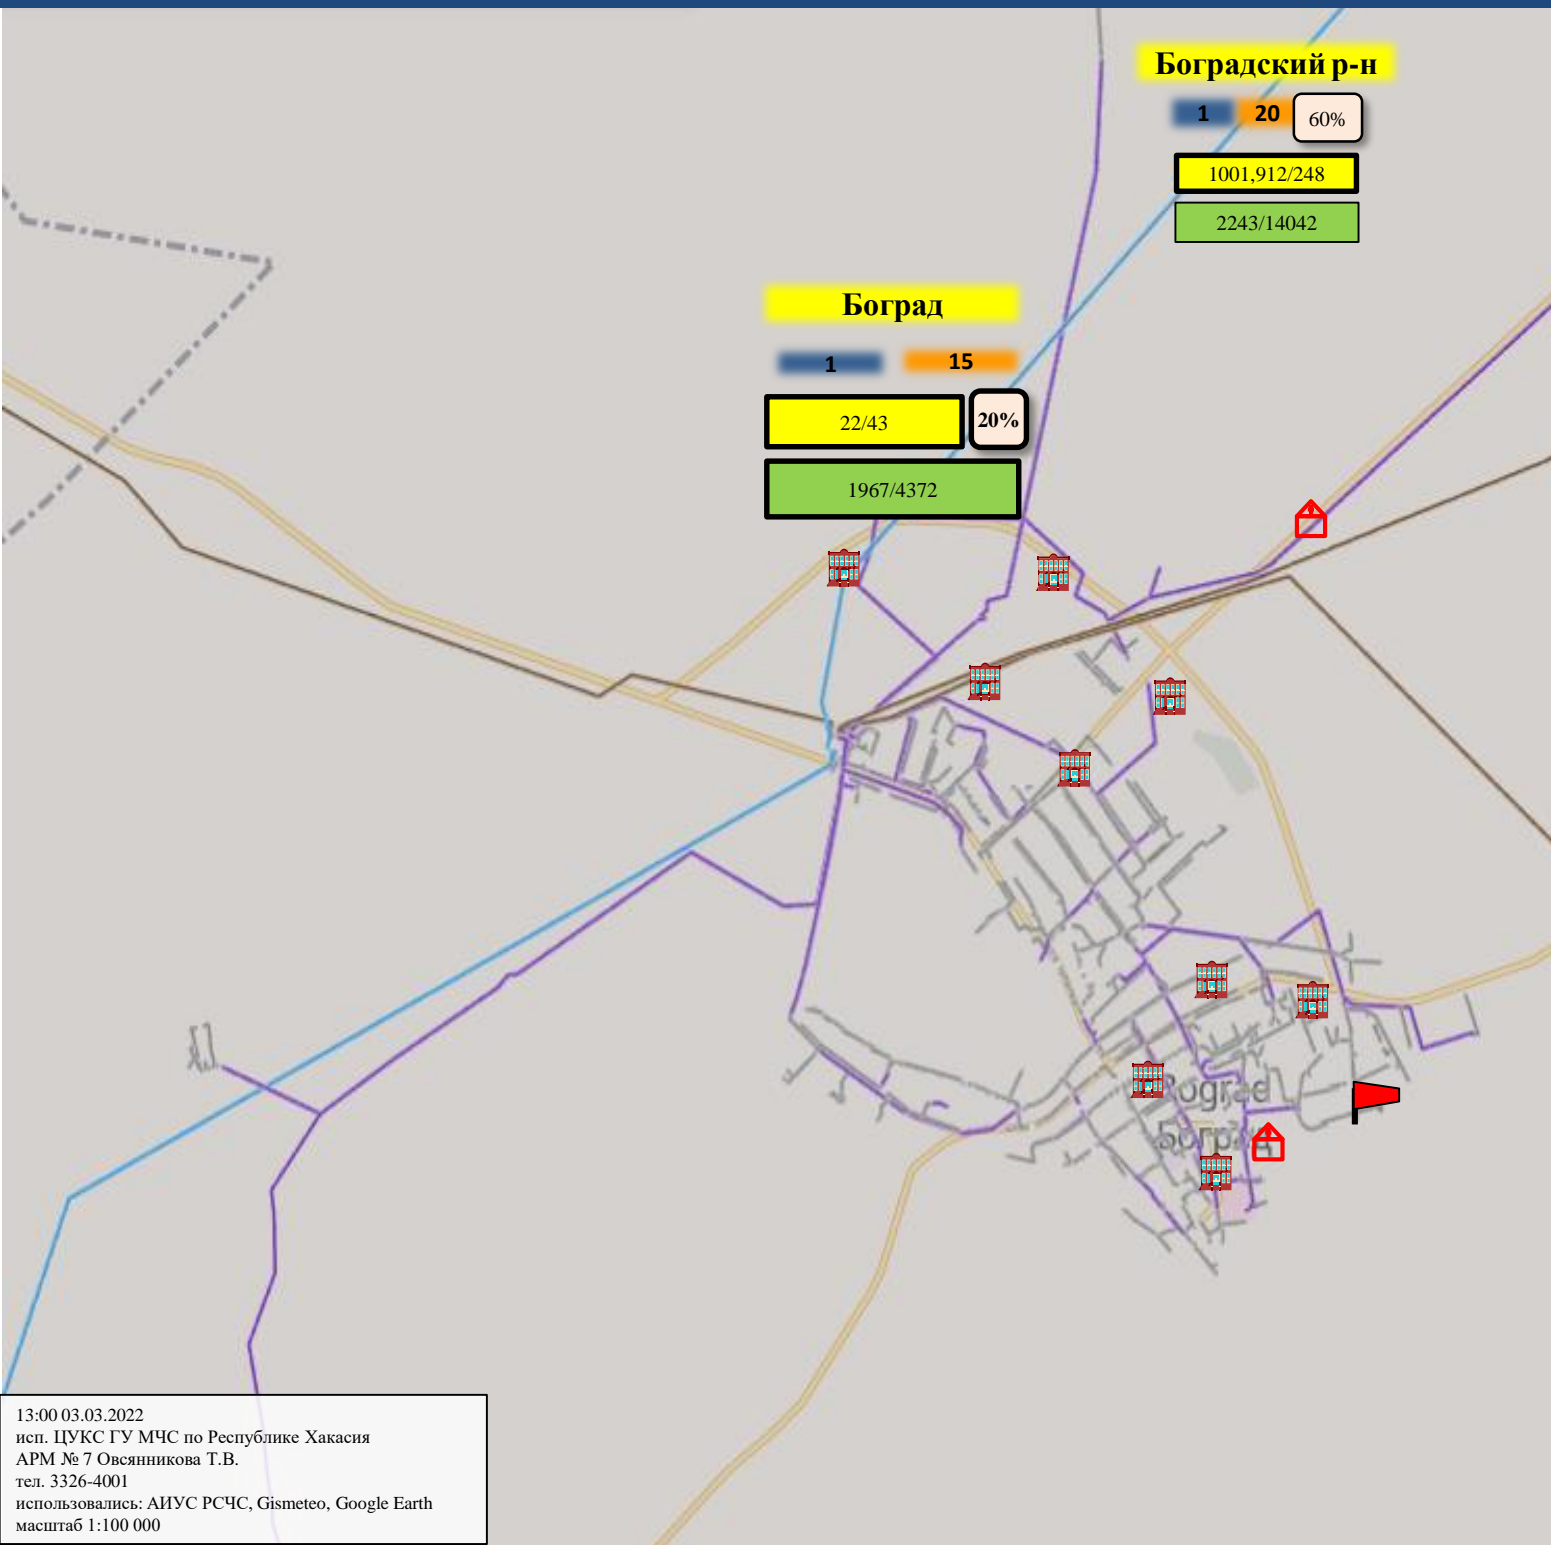 Боградский р-н
1 20 60%
1001,912/248
2243/14042
Боград
1 15
22/43 20%
1967/4372
Bograd
Боград
13:00 03.03.2022
исп. ЦУКС ГУ МЧС по Республике Хакасия
АРМ № 7 Овсянникова Т.В.
тел. 3326-4001
использовались: АИУС РСЧС, Gismeteo, Google Earth
масштаб 1:100 000